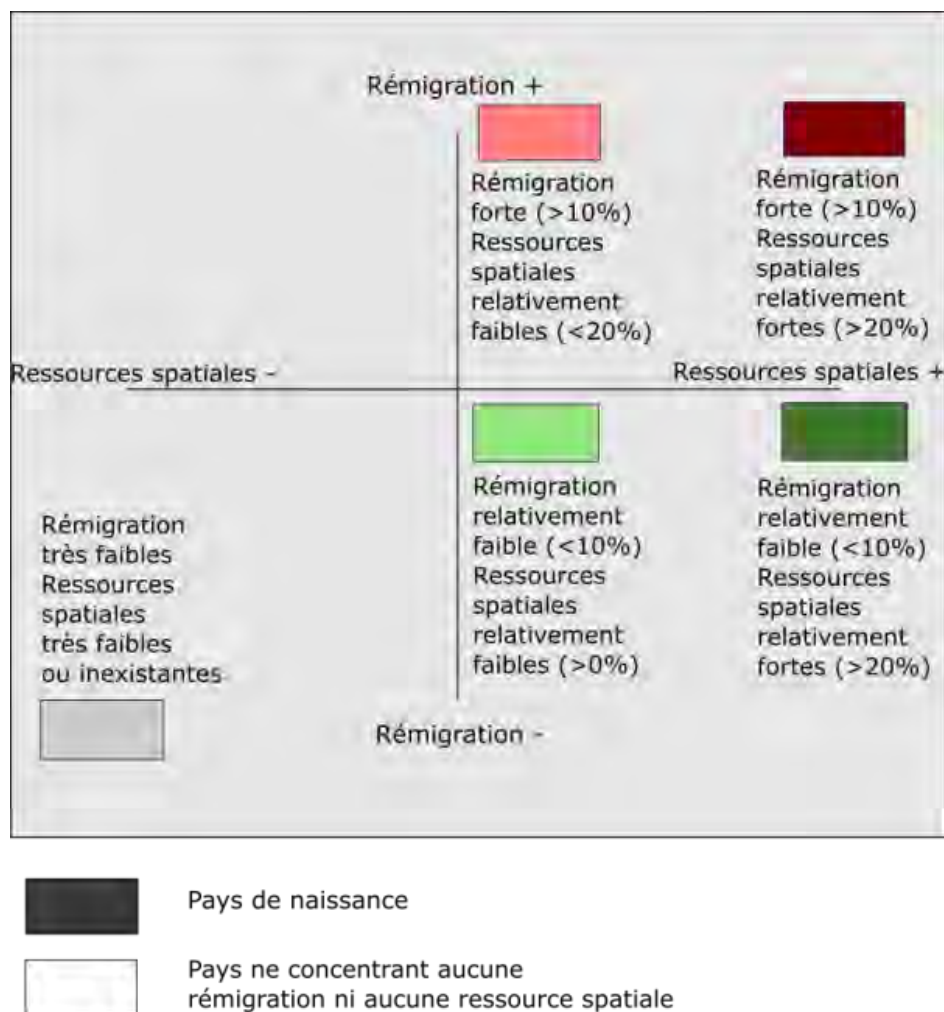 Rémigration +
Rémigration
forte (>10%)
Ressources
spatiales
relativement
faibles (<20%)
Rémigration
forte (>10%)
Ressources
spatiales
relativement
fortes (>20%)
Ressources spatiales -
Ressources spatiales +
Rémigration
très faibles
Ressources
spatiales
très faibles
ou inexistantes
Rémigration
relativement
faible (<10%)
Ressources
spatiales
relativement
faibles (>0%)
Rémigration
relativement
faible (<10%)
Ressources
spatiales
relativement
fortes (>20%)
Rémigration -
Pays de naissance
Pays ne concentrant aucune
rémigration ni aucune ressource spatiale